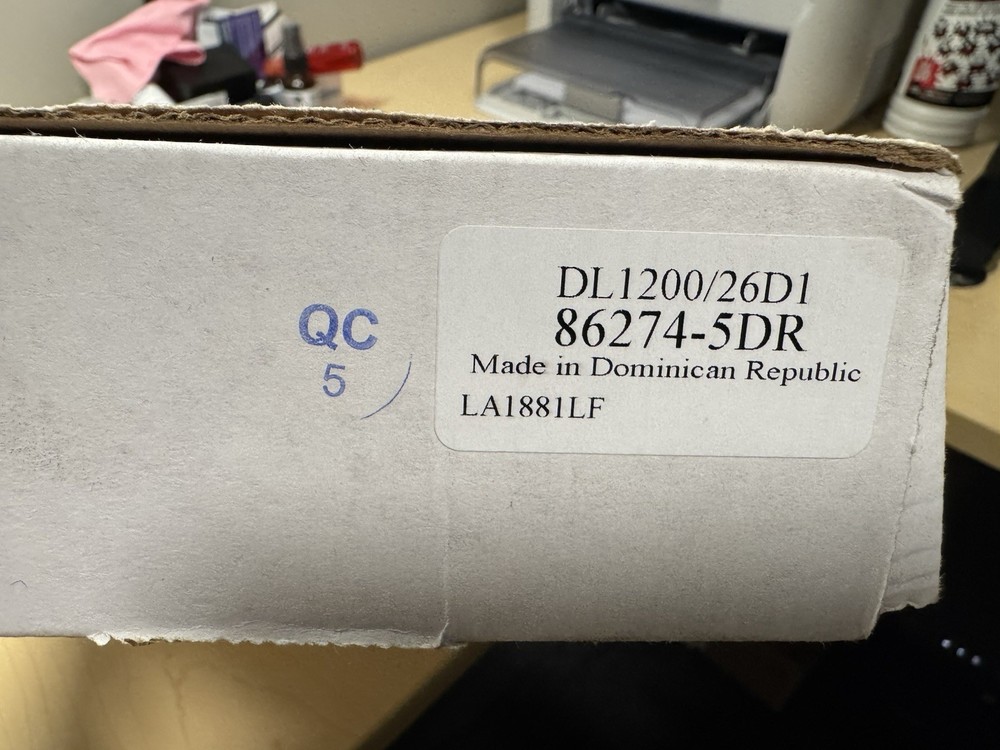 QC
5
DL1200/26D1
86274-5DR
Made in Dominican Republic
LA1881LF